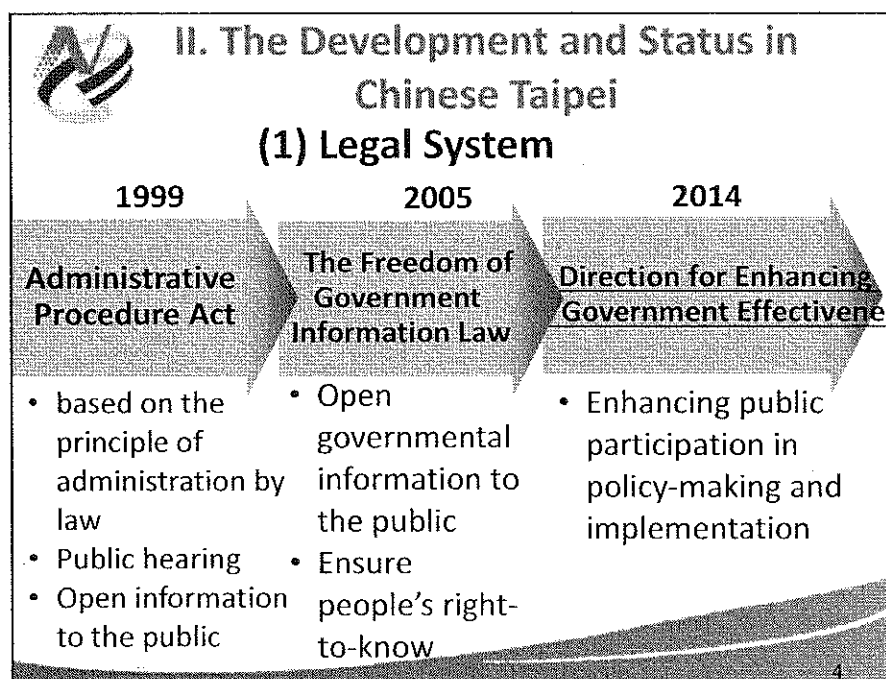 II. The Development and Status in
Chinese Taipei
(1) Legal System
1999
Administrative
Procedure Act
• based on the
principle of
administration by
law
• Public hearing
• Open information
to the public
2005
The Freedom of
Government
Information Law
• Open
governmental
information to
the public
• Ensure
people's right-
to-know
2014
Direction for Enhancing
Government Effectivene
• Enhancing public
participation in
policy-making and
implementation
4